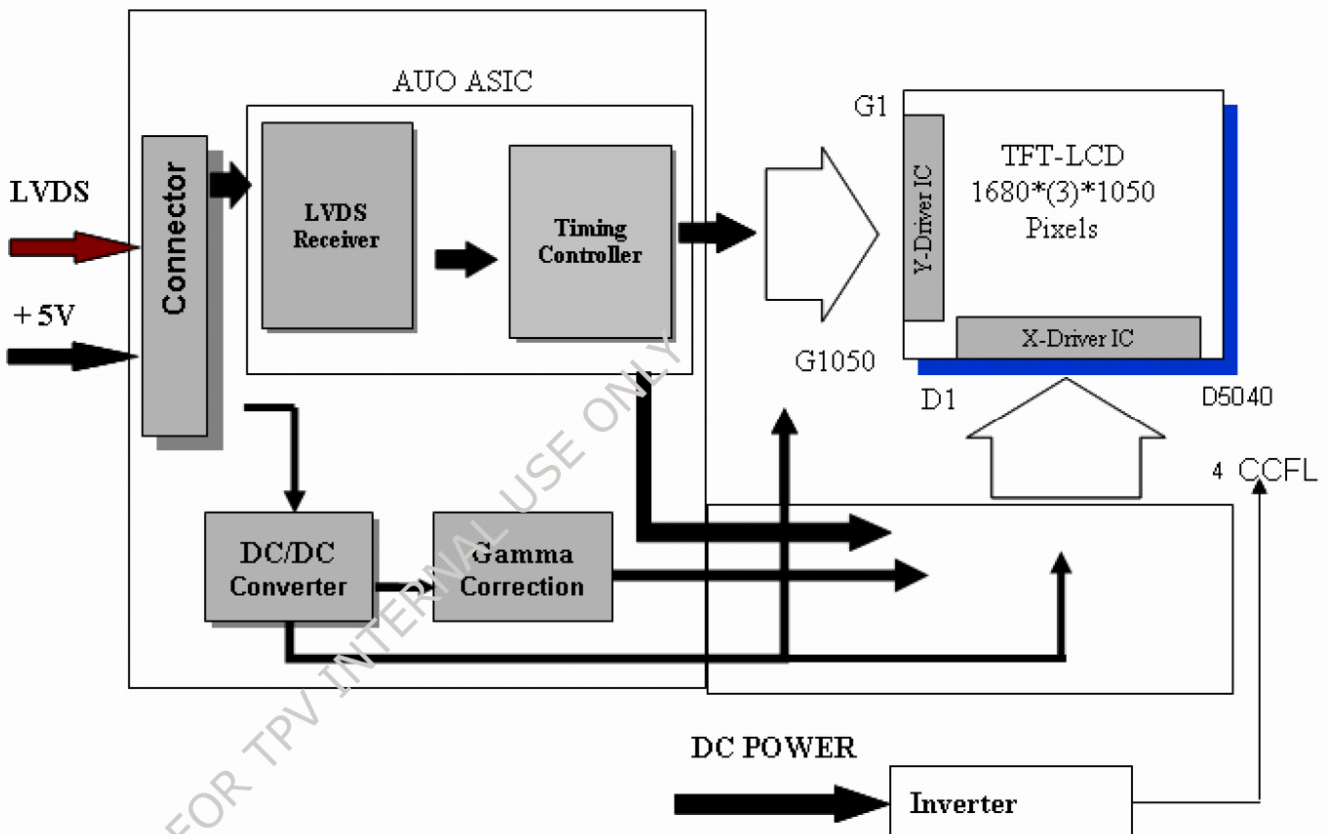 AUO ASIC
LVDS
+5V
Connector
LVDS
Receiver
Timing
Controller
G1
G1050
Y-Driver IC
TFT-LCD
1680*(3)*1050
Pixels
X-Driver IC
D1
D5040
4 CCFL
DC/DC
Converter
Gamma
Correction
DC POWER
Inverter
FOR TPV INTERNAL USE ONLY